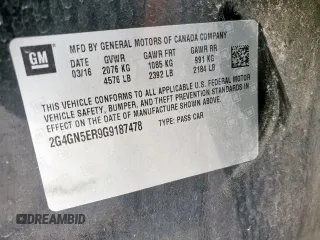 GM
MFD BY GENERAL MOTORS OF CANADA COMPANY
DATE GVWR GAWR FRT GAWR RR
03/16 2076 KG 1085 KG 991 KG
4576 LB 2392 LB 2184 LB
THIS VEHICLE CONFORMS TO ALL APPLICABLE U.S. FEDERAL MOTOR
VEHICLE SAFETY, BUMPER, AND THEFT PREVENTION STANDARDS IN
EFFECT ON THE DATE OF MANUFACTURE SHOWN ABOVE.
2G4GN5ER9G9187478 TYPE: PASS CAR
DREAMBID